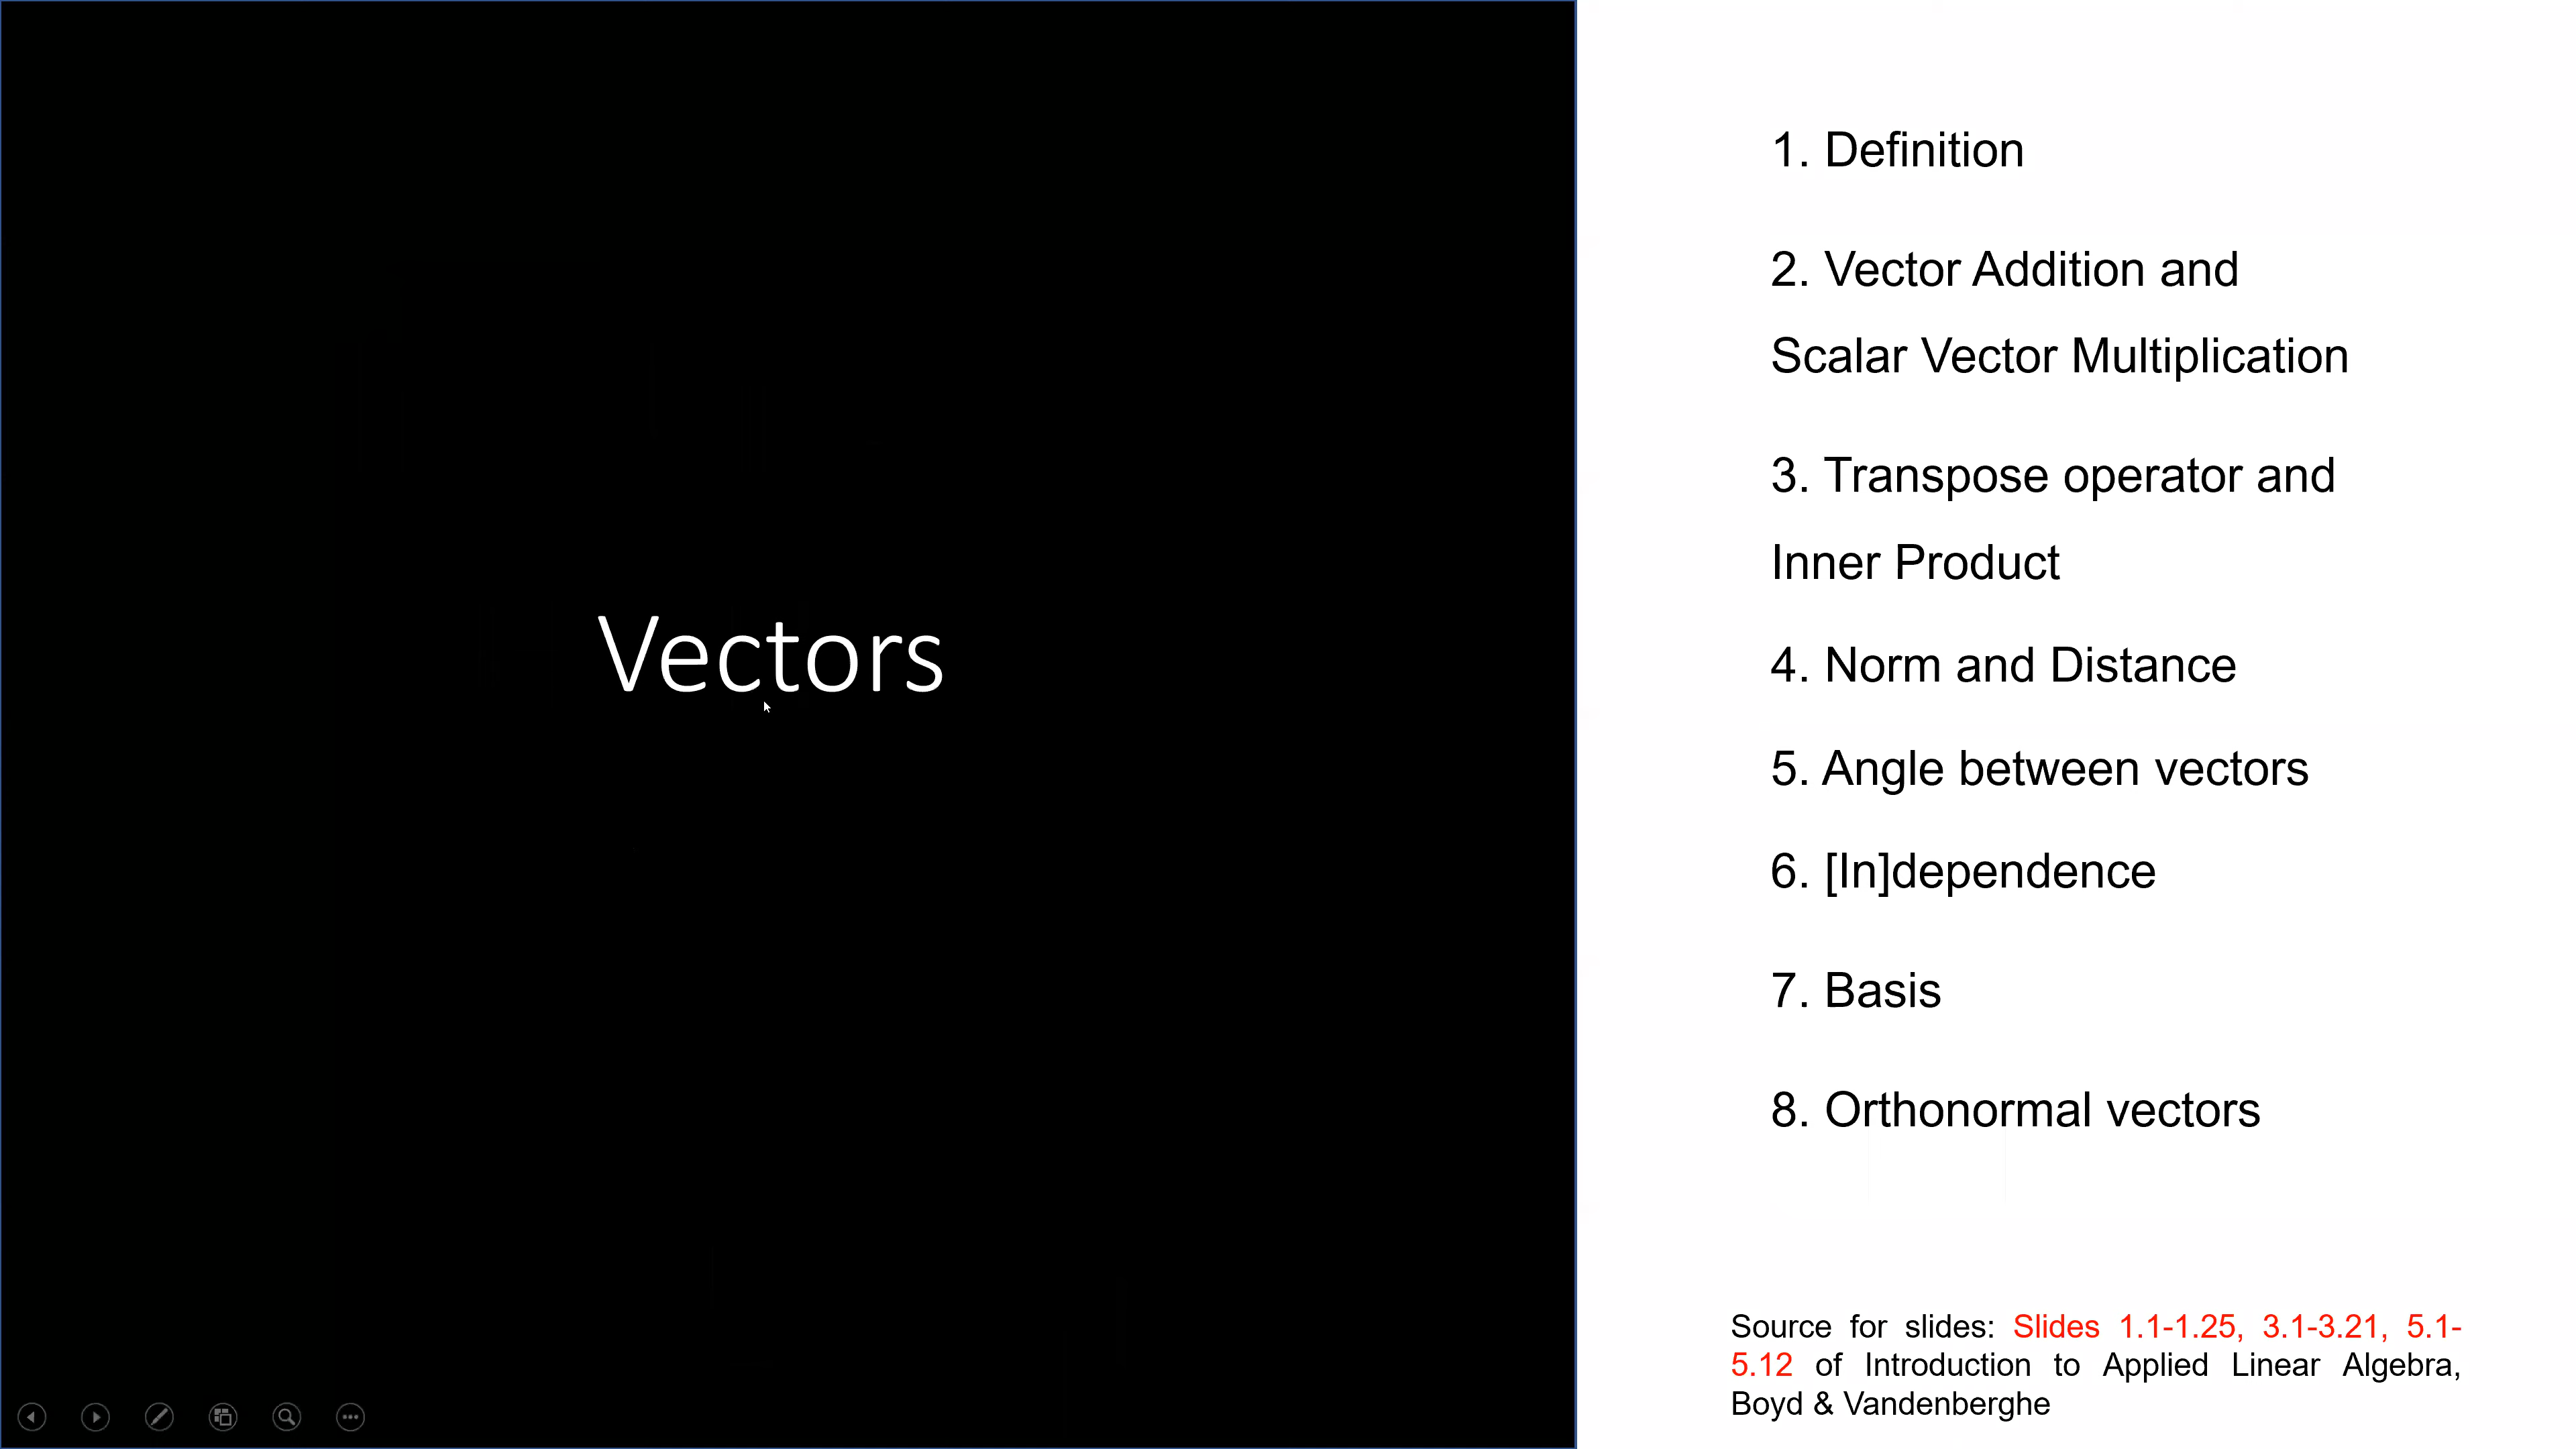 Vectors
1. Definition
2. Vector Addition and
Scalar Vector Multiplication
3. Transpose operator and
Inner Product
4. Norm and Distance
5. Angle between vectors
6. [In]dependence
7. Basis
8. Orthonormal vectors
Source for slides: Slides 1.1-1.25, 3.1-3.21, 5.1-
5.12 of Introduction to Applied Linear Algebra,
Boyd & Vandenberghe